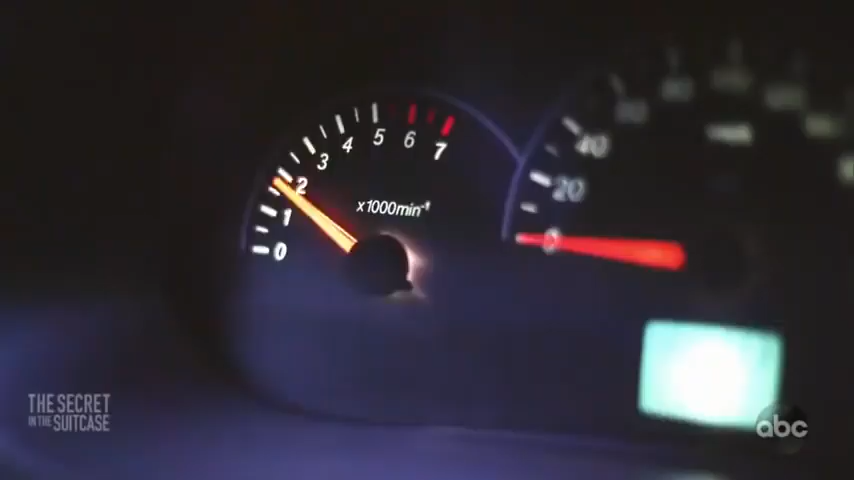 0
1
2
3
4
5
6
7
x1000min⁻¹
0
20
40
THE SECRET
IN THE SUITCASE
abc